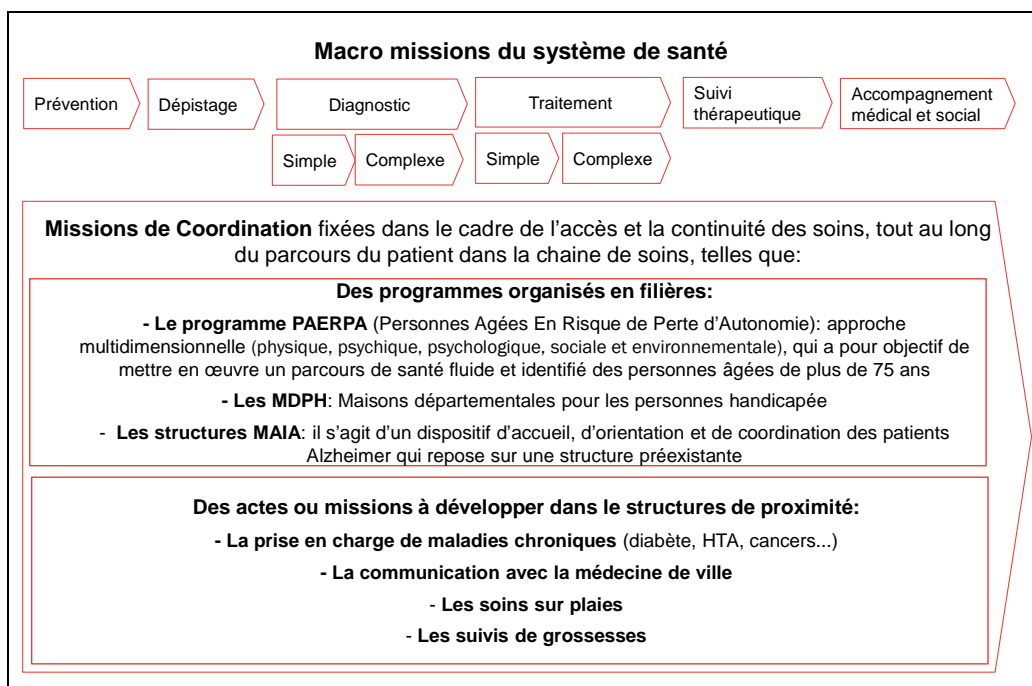 Macro missions du système de santé
Prévention
Dépistage
Diagnostic
Traitement
Suivi
thérapeutique
Accompagnement
médical et social
Simple
Complexe
Simple
Complexe
Missions de Coordination fixées dans le cadre de l'accès et la continuité des soins, tout au long
du parcours du patient dans la chaine de soins, telles que:
Des programmes organisés en filières:
- Le programme PAERPA (Personnes Agées En Risque de Perte d'Autonomie): approche
multidimensionnelle (physique, psychique, psychologique, sociale et environnementale), qui a pour objectif de
mettre en œuvre un parcours de santé fluide et identifié des personnes âgées de plus de 75 ans
- Les MDPH: Maisons départementales pour les personnes handicapée
- Les structures MAIA: il s'agit d'un dispositif d'accueil, d'orientation et de coordination des patients
Alzheimer qui repose sur une structure préexistante
Des actes ou missions à développer dans le structures de proximité:
- La prise en charge de maladies chroniques (diabète, HTA, cancers...)
- La communication avec la médecine de ville
- Les soins sur plaies
- Les suivis de grossesses